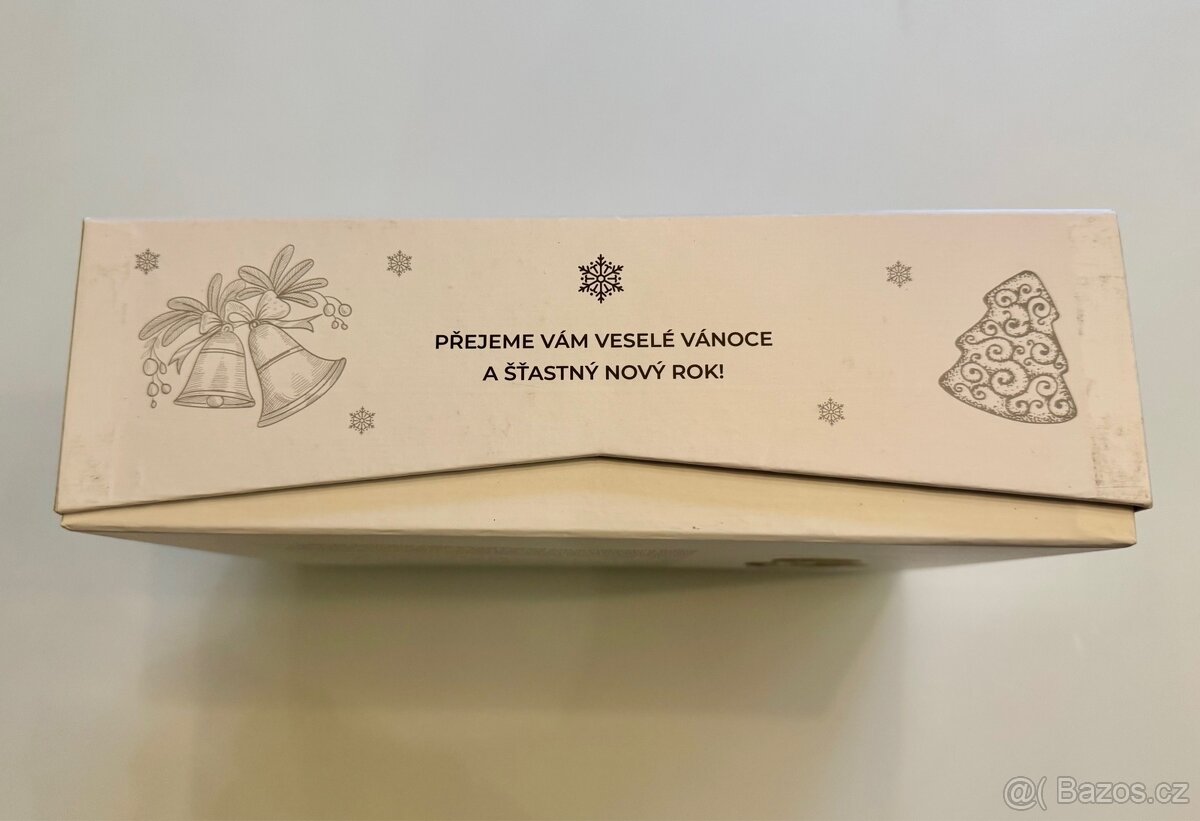 PŘEJEME VÁM VESELÉ VÁNOCE
A ŠŤASTNÝ NOVÝ ROK!
@( Bazos.cz